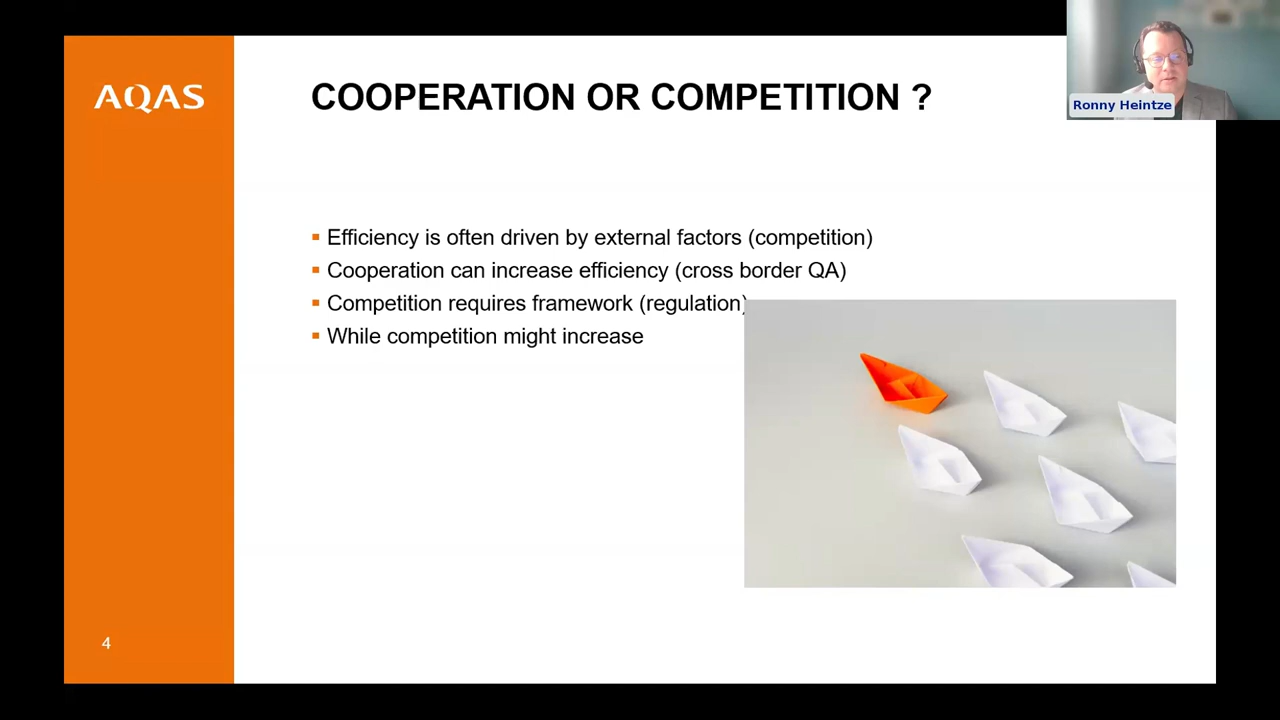 AQAS
COOPERATION OR COMPETITION ?
Ronny Heintze
▪ Efficiency is often driven by external factors (competition)
▪ Cooperation can increase efficiency (cross border QA)
▪ Competition requires framework (regulation)
▪ While competition might increase
4